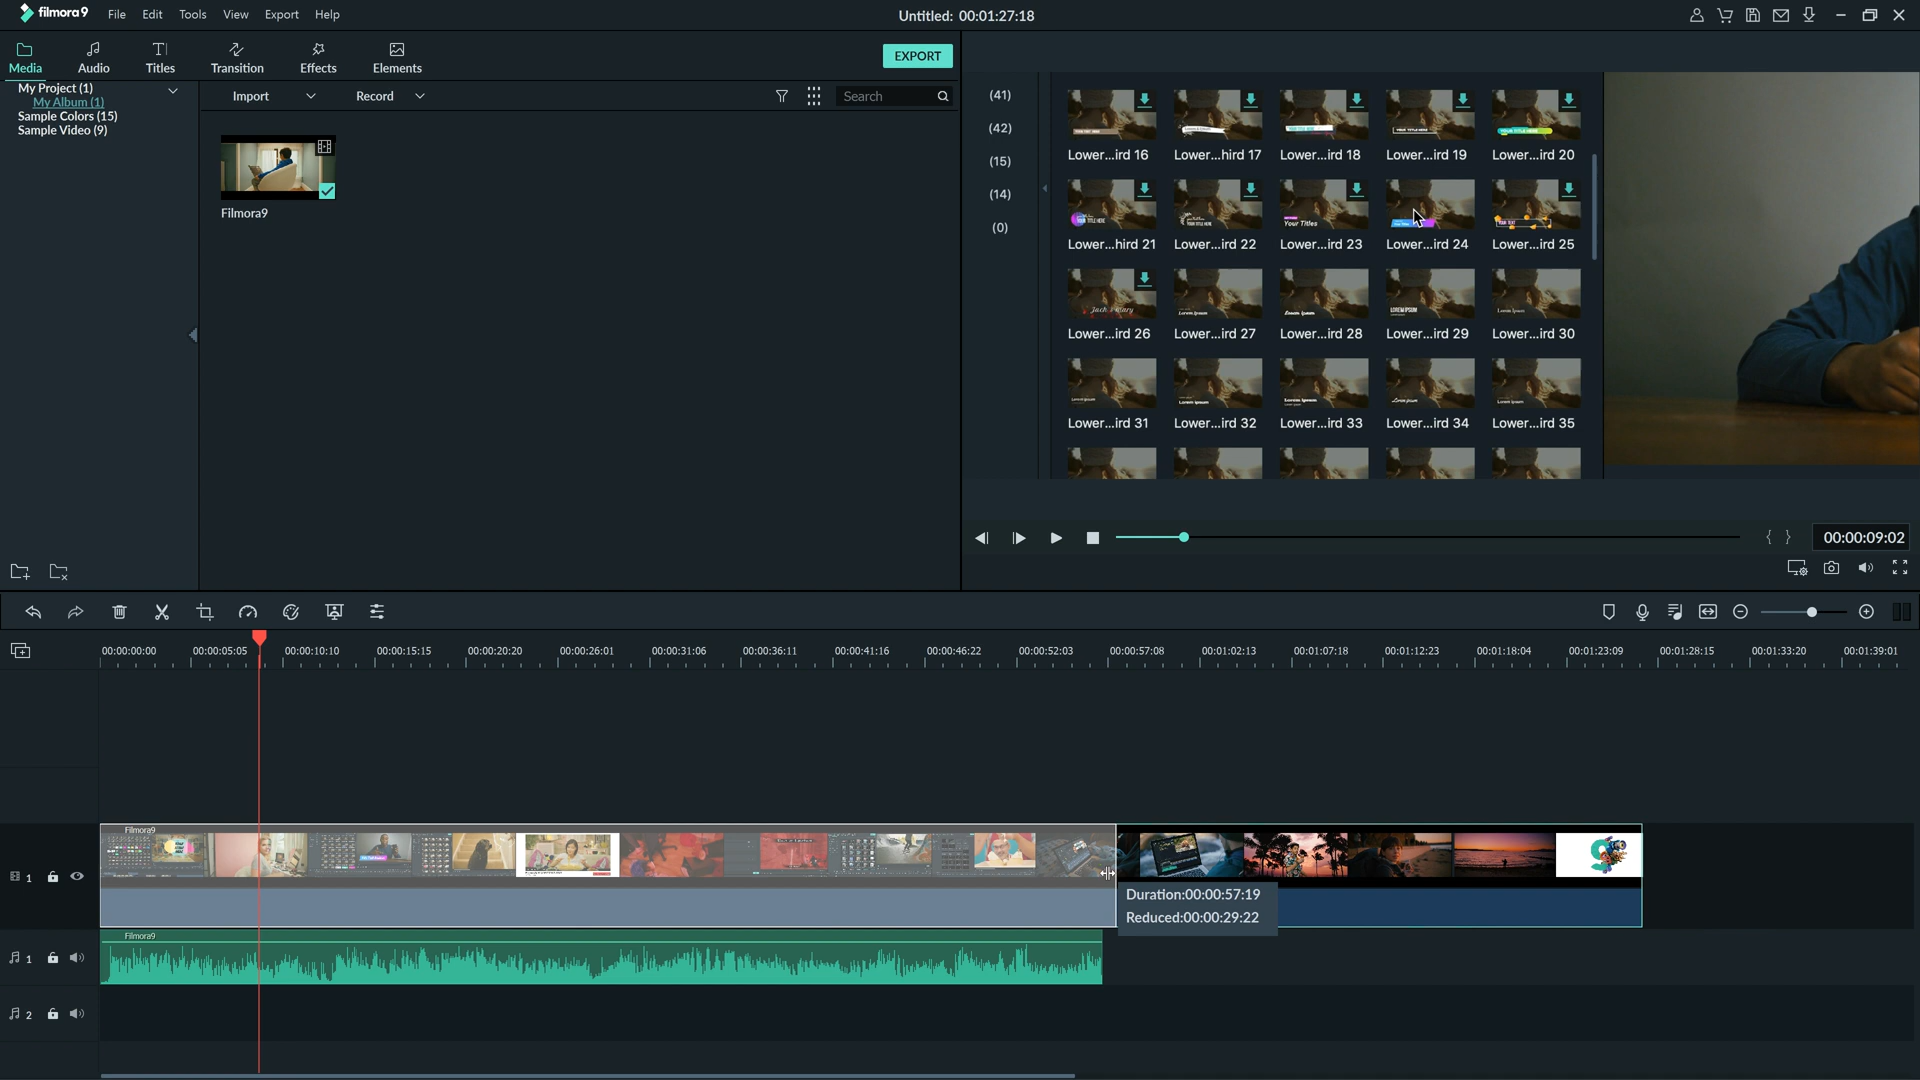 filmora9 File Edit Tools View Export Help
Untitled: 00:01:27:18
Media Audio Titles Transition Effects Elements
EXPORT
My Project (1)
My Album (1)
Sample Colors (15)
Sample Video (9)
Import Record Search
Filmora9
(41)
(42)
(15)
(14)
(0)
Lower...ird 16 Lower...hird 17 Lower...ird 18 Lower...ird 19 Lower...ird 20
Lower...hird 21 Lower...ird 22 Lower...ird 23 Lower...ird 24 Lower...ird 25
Lower...ird 26 Lower...ird 27 Lower...ird 28 Lower...ird 29 Lower...ird 30
Lower...ird 31 Lower...ird 32 Lower...ird 33 Lower...ird 34 Lower...ird 35
00:00:09:02
00:00:00:00 00:00:05:05 00:00:10:10 00:00:15:15 00:00:20:20 00:00:26:01 00:00:31:06 00:00:36:11 00:00:41:16 00:00:46:22 00:00:52:03 00:00:57:08 00:01:02:13 00:01:07:18 00:01:12:23 00:01:18:04 00:01:23:09 00:01:28:15 00:01:33:20 00:01:39:01
Filmora9
1
Duration:00:00:57:19
Reduced:00:00:29:22
Filmora9
1
2